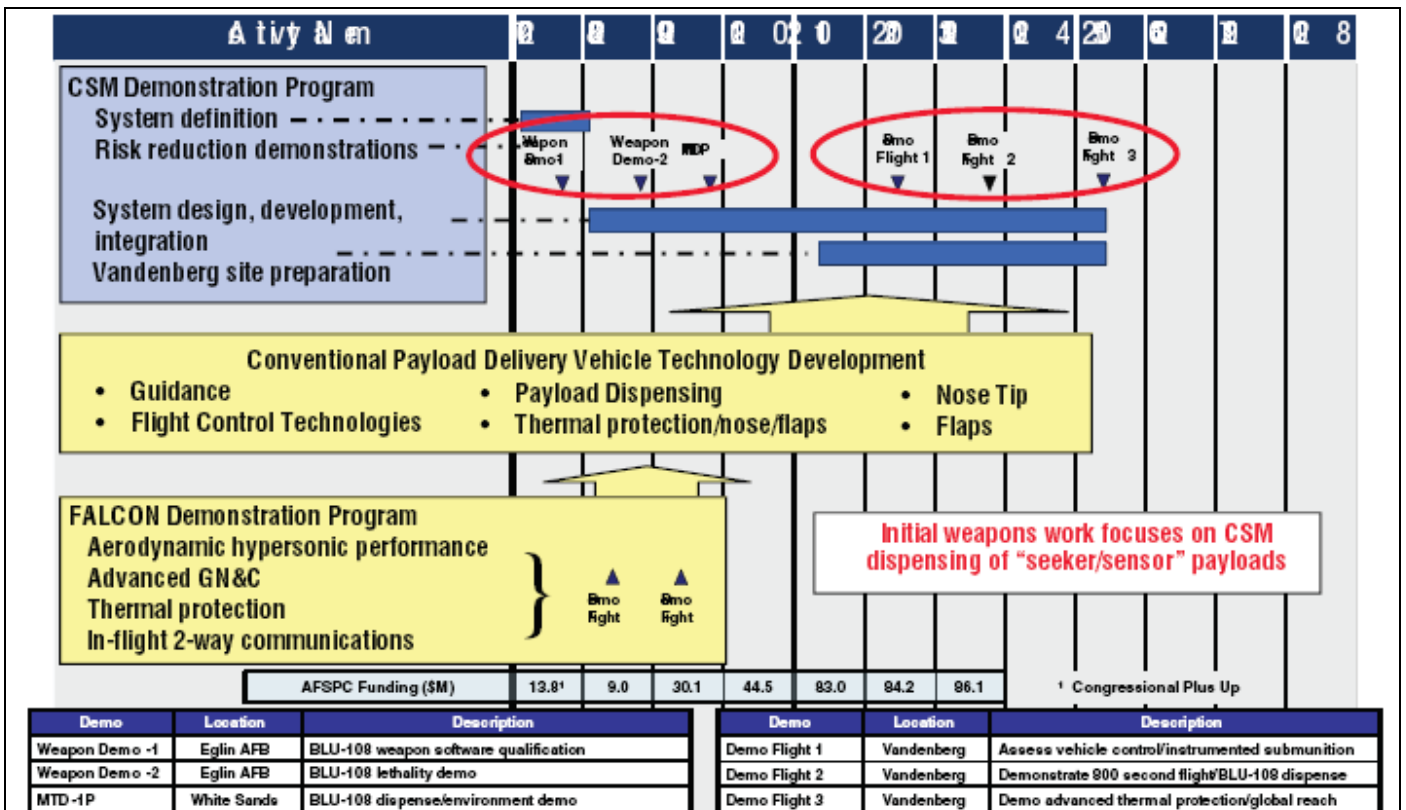 CSM Demonstration Program
System definition
Risk reduction demonstrations
Weapon
Demo-2
Flight 1
2
3
System design, development,
integration
Vandenberg site preparation
Conventional Payload Delivery Vehicle Technology Development
• Guidance
• Flight Control Technologies
• Payload Dispensing
• Thermal protection/nose/flaps
• Nose Tip
• Flaps
FALCON Demonstration Program
Aerodynamic hypersonic performance
Advanced GN&C
Thermal protection
In-flight 2-way communications
Initial weapons work focuses on CSM
dispensing of “seeker/sensor” payloads
AFSPC Funding ($M) 13.8¹ 9.0 30.1 44.5 83.0 84.2 86.1 ¹ Congressional Plus Up
Demo Location Description
Weapon Demo -1 Eglin AFB BLU-108 weapon software qualification
Weapon Demo -2 Eglin AFB BLU-108 lethality demo
MTD-1P White Sands BLU-108 dispense/environment demo
Demo Location Description
Demo Flight 1 Vandenberg Assess vehicle control/instrumented submunition
Demo Flight 2 Vandenberg Demonstrate 800 second flight/BLU-108 dispense
Demo Flight 3 Vandenberg Demo advanced thermal protection/global reach